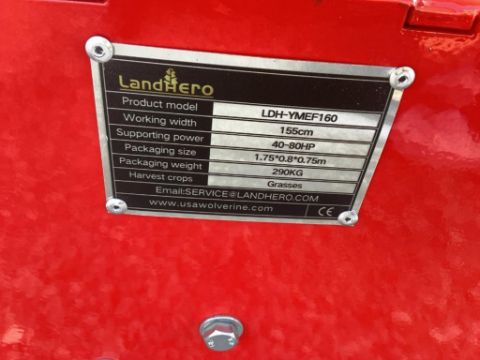 LandHero
Product model LDH-YMEF160
Working width 155cm
Supporting power 40-80HP
Packaging size 1.75*0.8*0.75m
Packaging weight 290KG
Harvest crops Grasses
Email:SERVICE@LANDHERO.COM
www.usawolverine.com CE